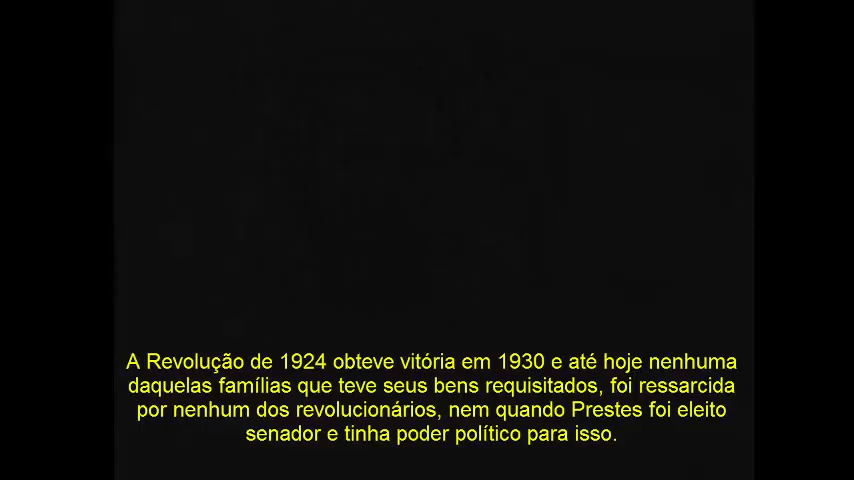 A Revolução de 1924 obteve vitória em 1930 e até hoje nenhuma
daquelas famílias que teve seus bens requisitados, foi ressarcida
por nenhum dos revolucionários, nem quando Prestes foi eleito
senador e tinha poder político para isso.